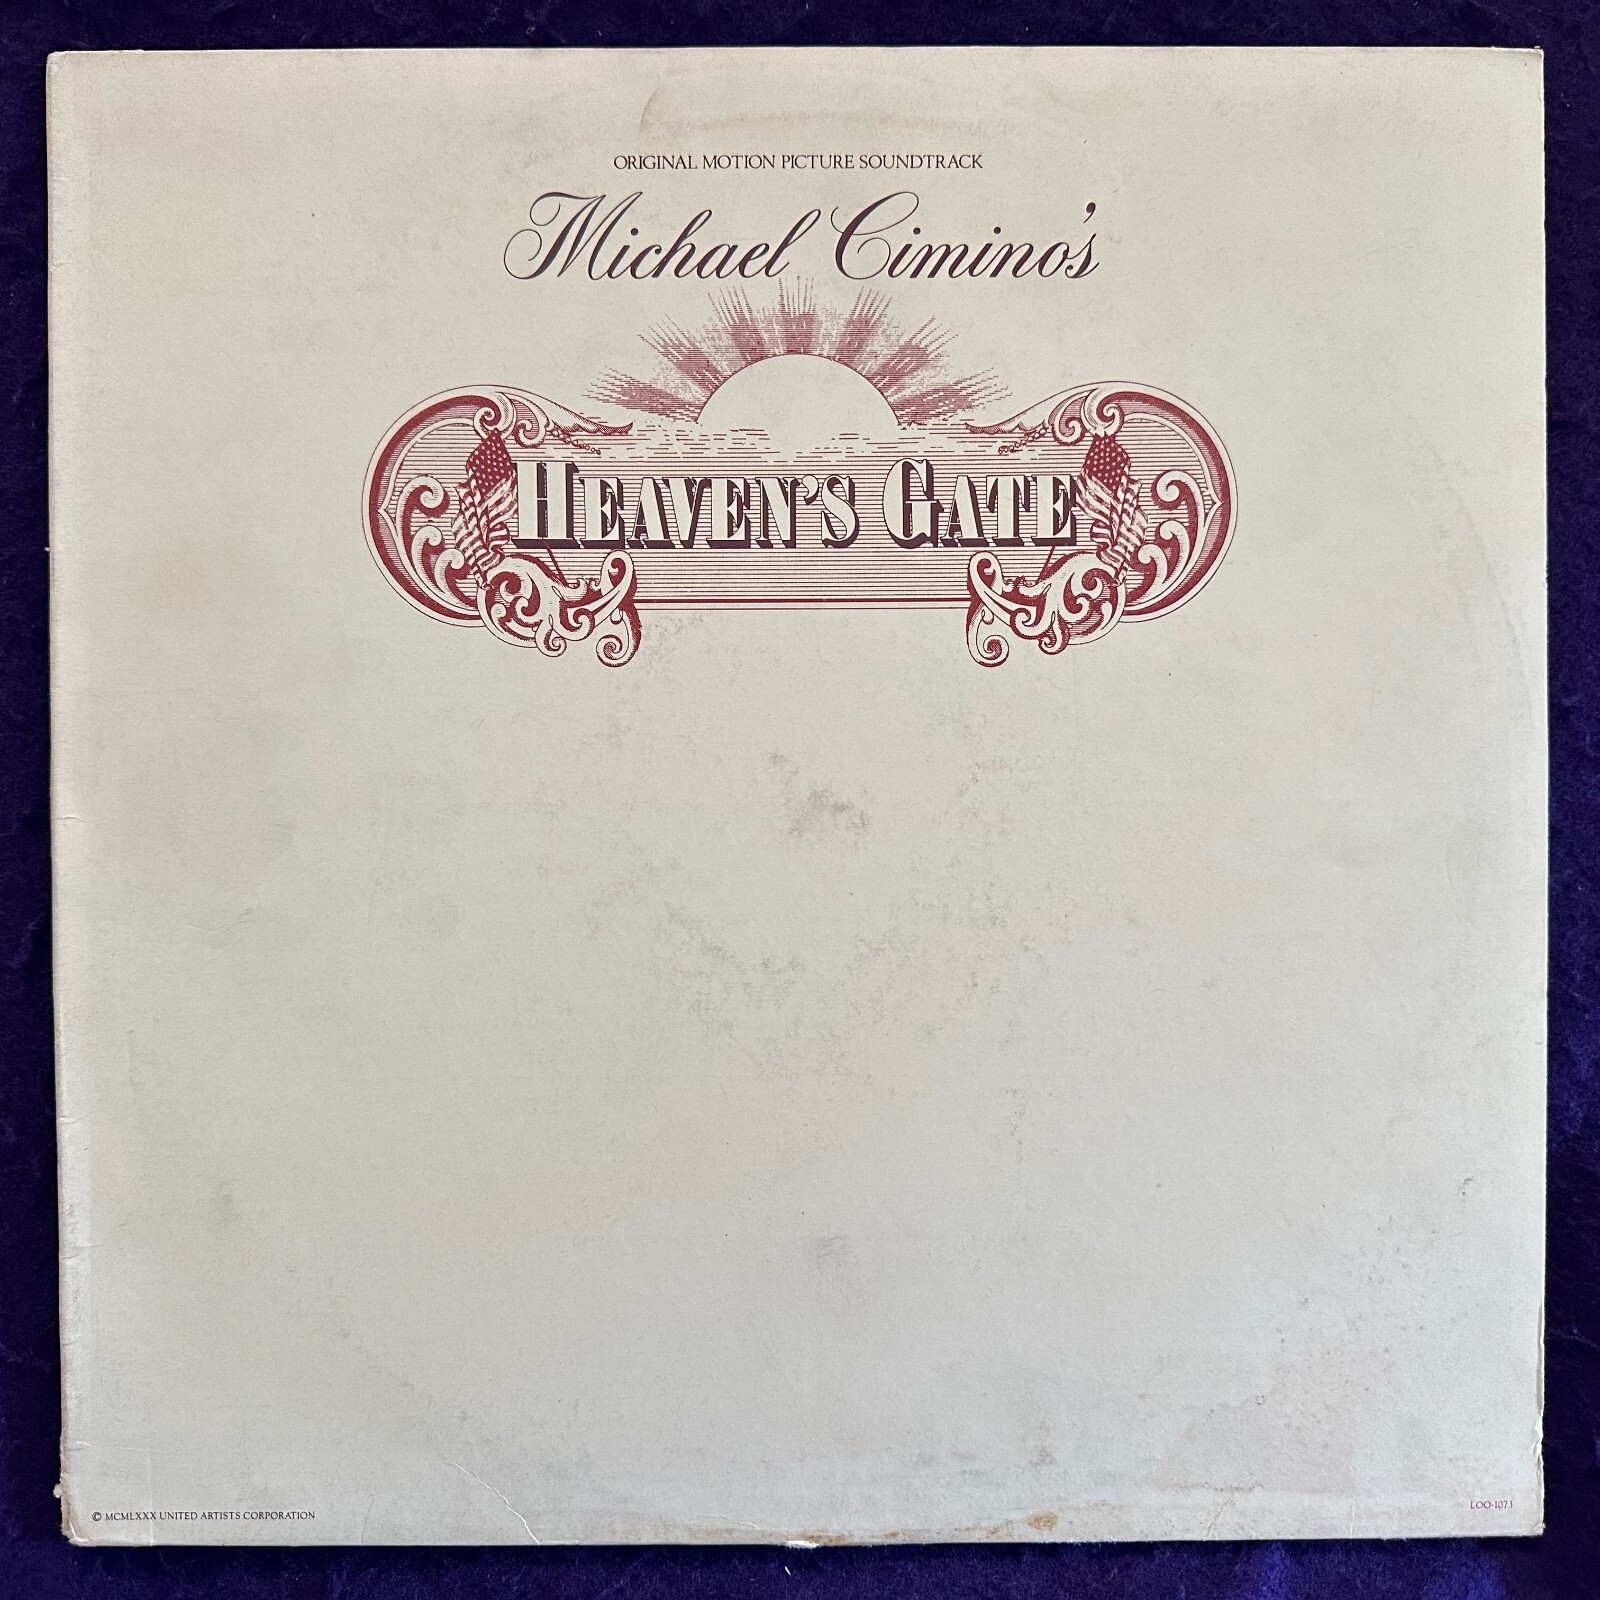 ORIGINAL MOTION PICTURE SOUNDTRACK
Michael Cimino's
HEAVEN'S GATE
© MCMLXXX UNITED ARTISTS CORPORATION
LOO-1073